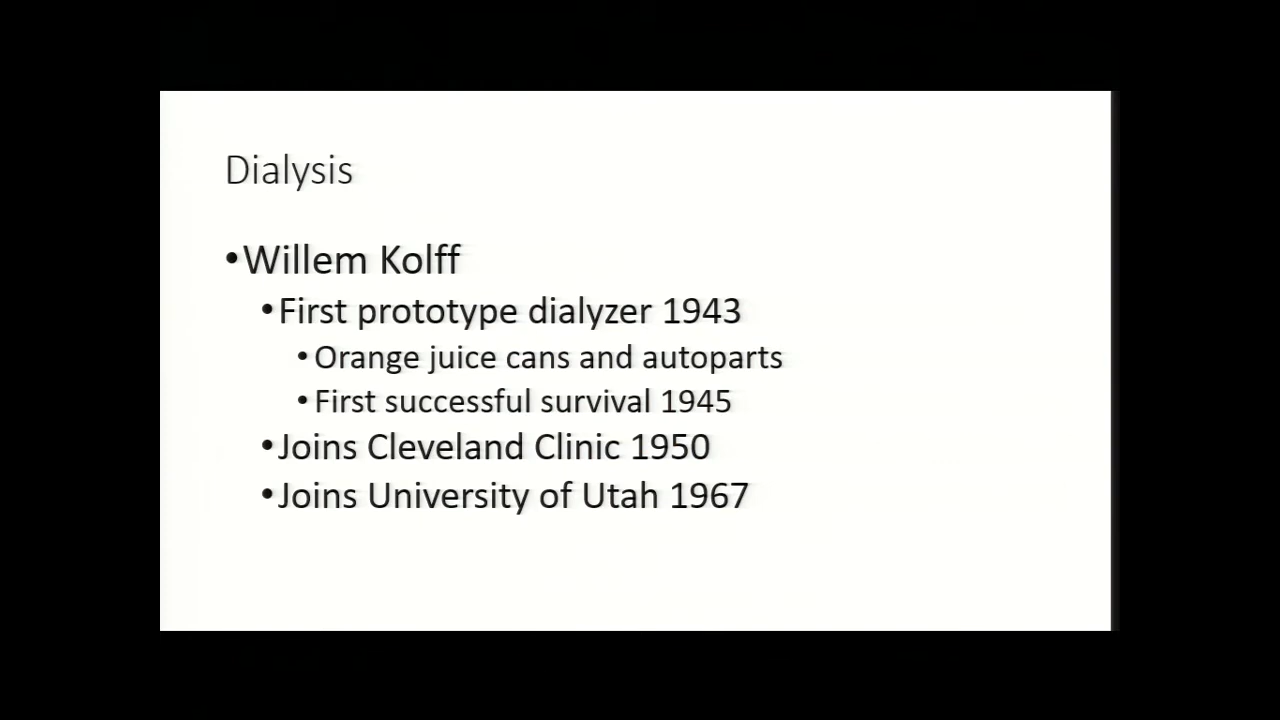 Dialysis
•Willem Kolff
•First prototype dialyzer 1943
•Orange juice cans and autoparts
•First successful survival 1945
•Joins Cleveland Clinic 1950
•Joins University of Utah 1967